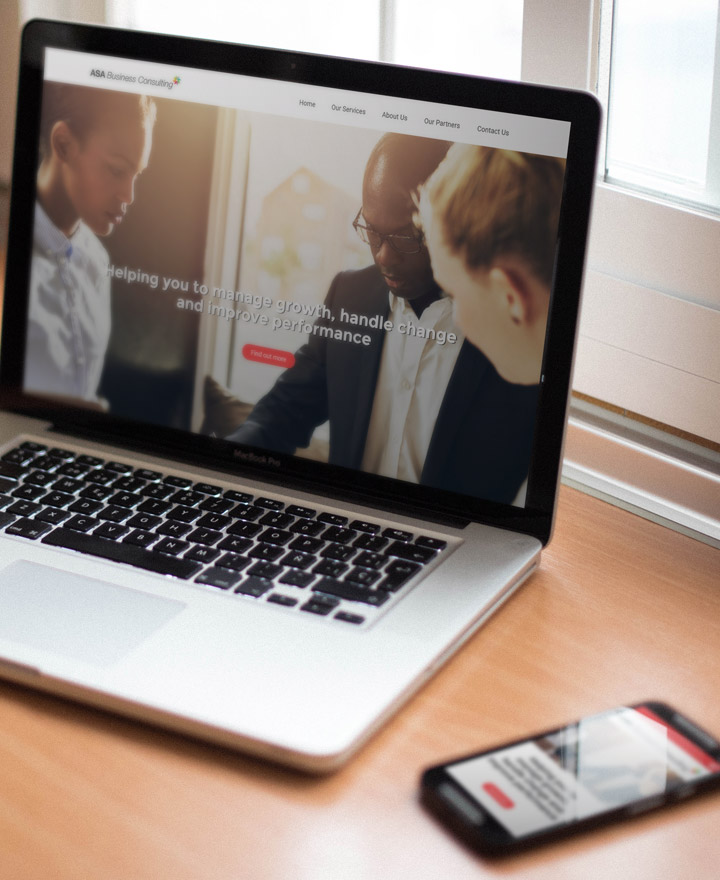 ASA Business Consulting
Home Our Services About Us Our Partners Contact Us
Helping you to manage growth, handle change
and improve performance
Find out more
MacBook Pro